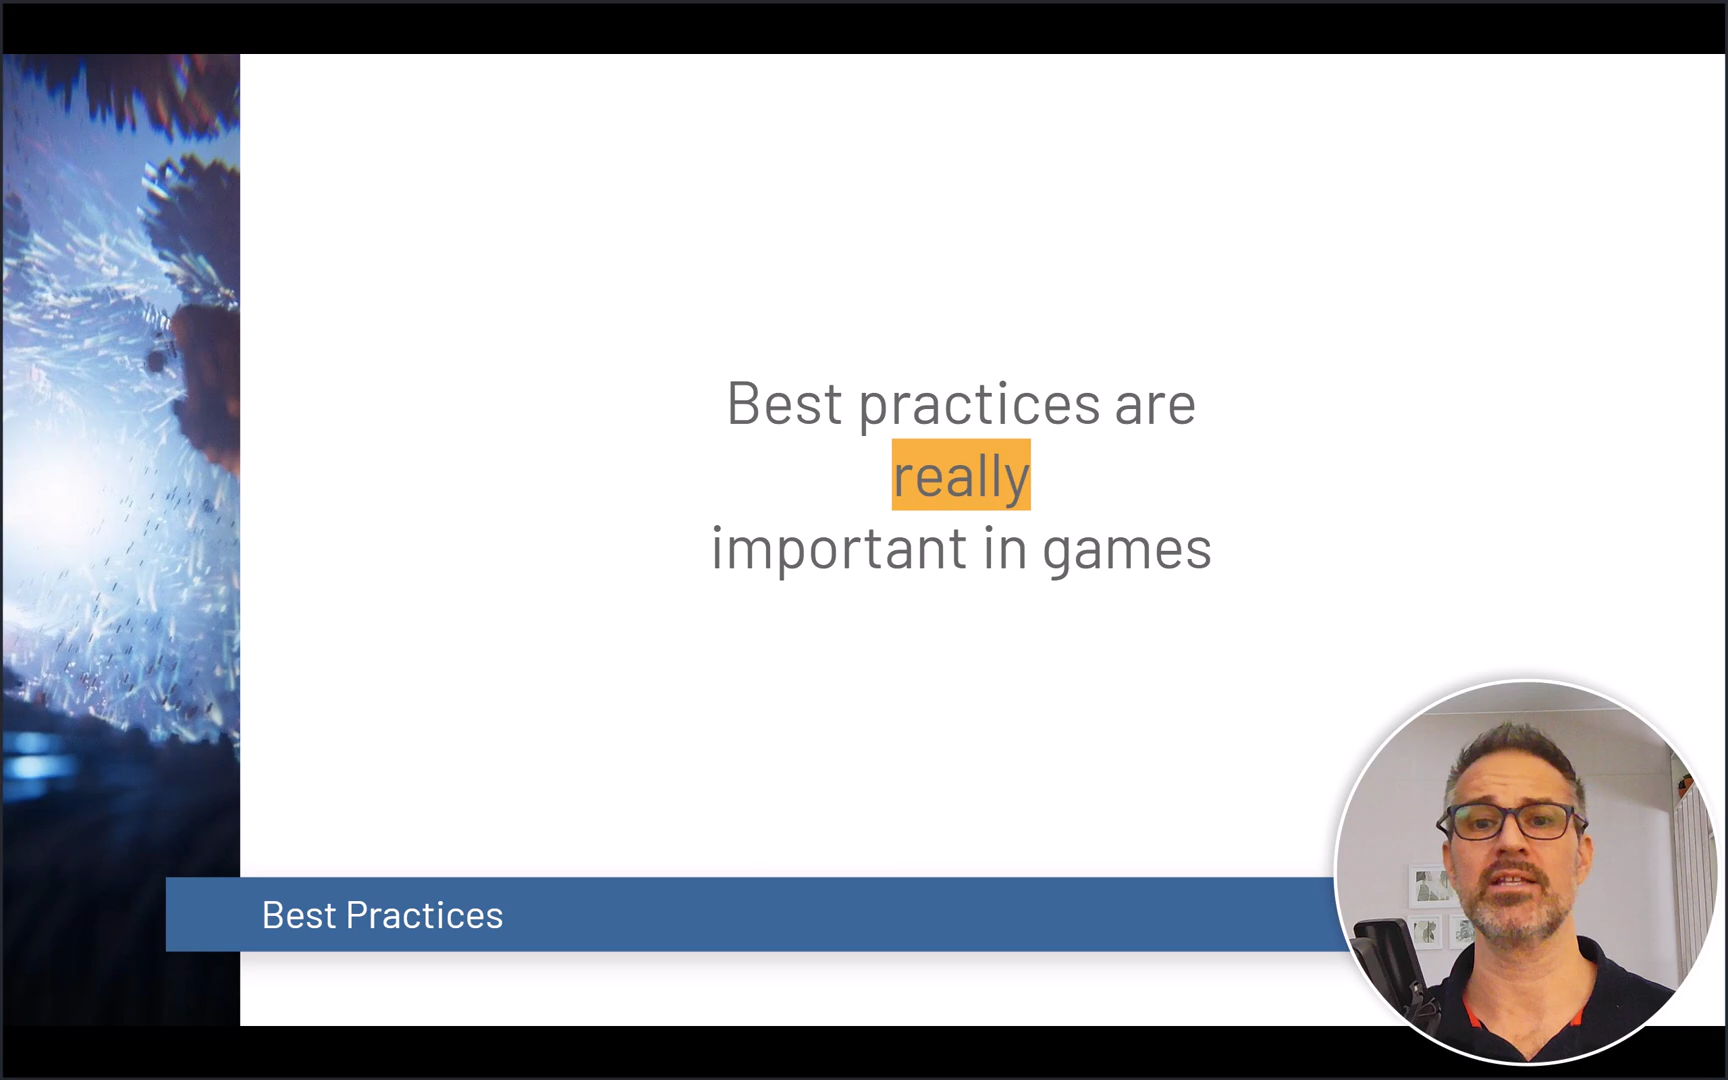 Best practices are
really
important in games
Best Practices